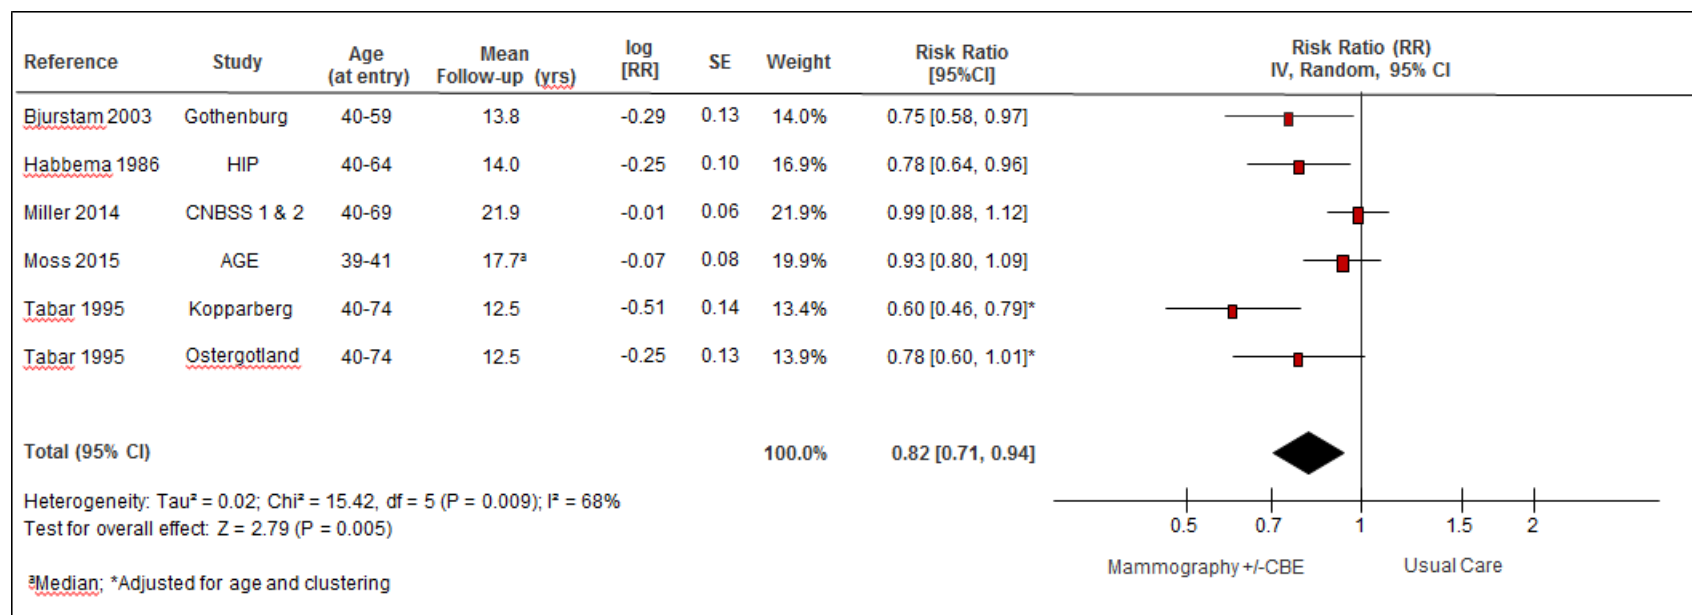 Reference Study Age (at entry) Mean Follow-up (yrs) log [RR] SE Weight Risk Ratio [95%CI] Risk Ratio (RR) IV, Random, 95% CI
Bjurstam 2003 Gothenburg 40-59 13.8 -0.29 0.13 14.0% 0.75 [0.58, 0.97]
Habbema 1986 HIP 40-64 14.0 -0.25 0.10 16.9% 0.78 [0.64, 0.96]
Miller 2014 CNBSS 1 & 2 40-69 21.9 -0.01 0.06 21.9% 0.99 [0.88, 1.12]
Moss 2015 AGE 39-41 17.7ª -0.07 0.08 19.9% 0.93 [0.80, 1.09]
Tabar 1995 Kopparberg 40-74 12.5 -0.51 0.14 13.4% 0.60 [0.46, 0.79]*
Tabar 1995 Ostergotland 40-74 12.5 -0.25 0.13 13.9% 0.78 [0.60, 1.01]*
Total (95% CI) 100.0% 0.82 [0.71, 0.94]
Heterogeneity: Tau² = 0.02; Chi² = 15.42, df = 5 (P = 0.009); I² = 68%
Test for overall effect: Z = 2.79 (P = 0.005)
0.5 0.7 1 1.5 2
Mammography +/-CBE Usual Care
ªMedian; *Adjusted for age and clustering